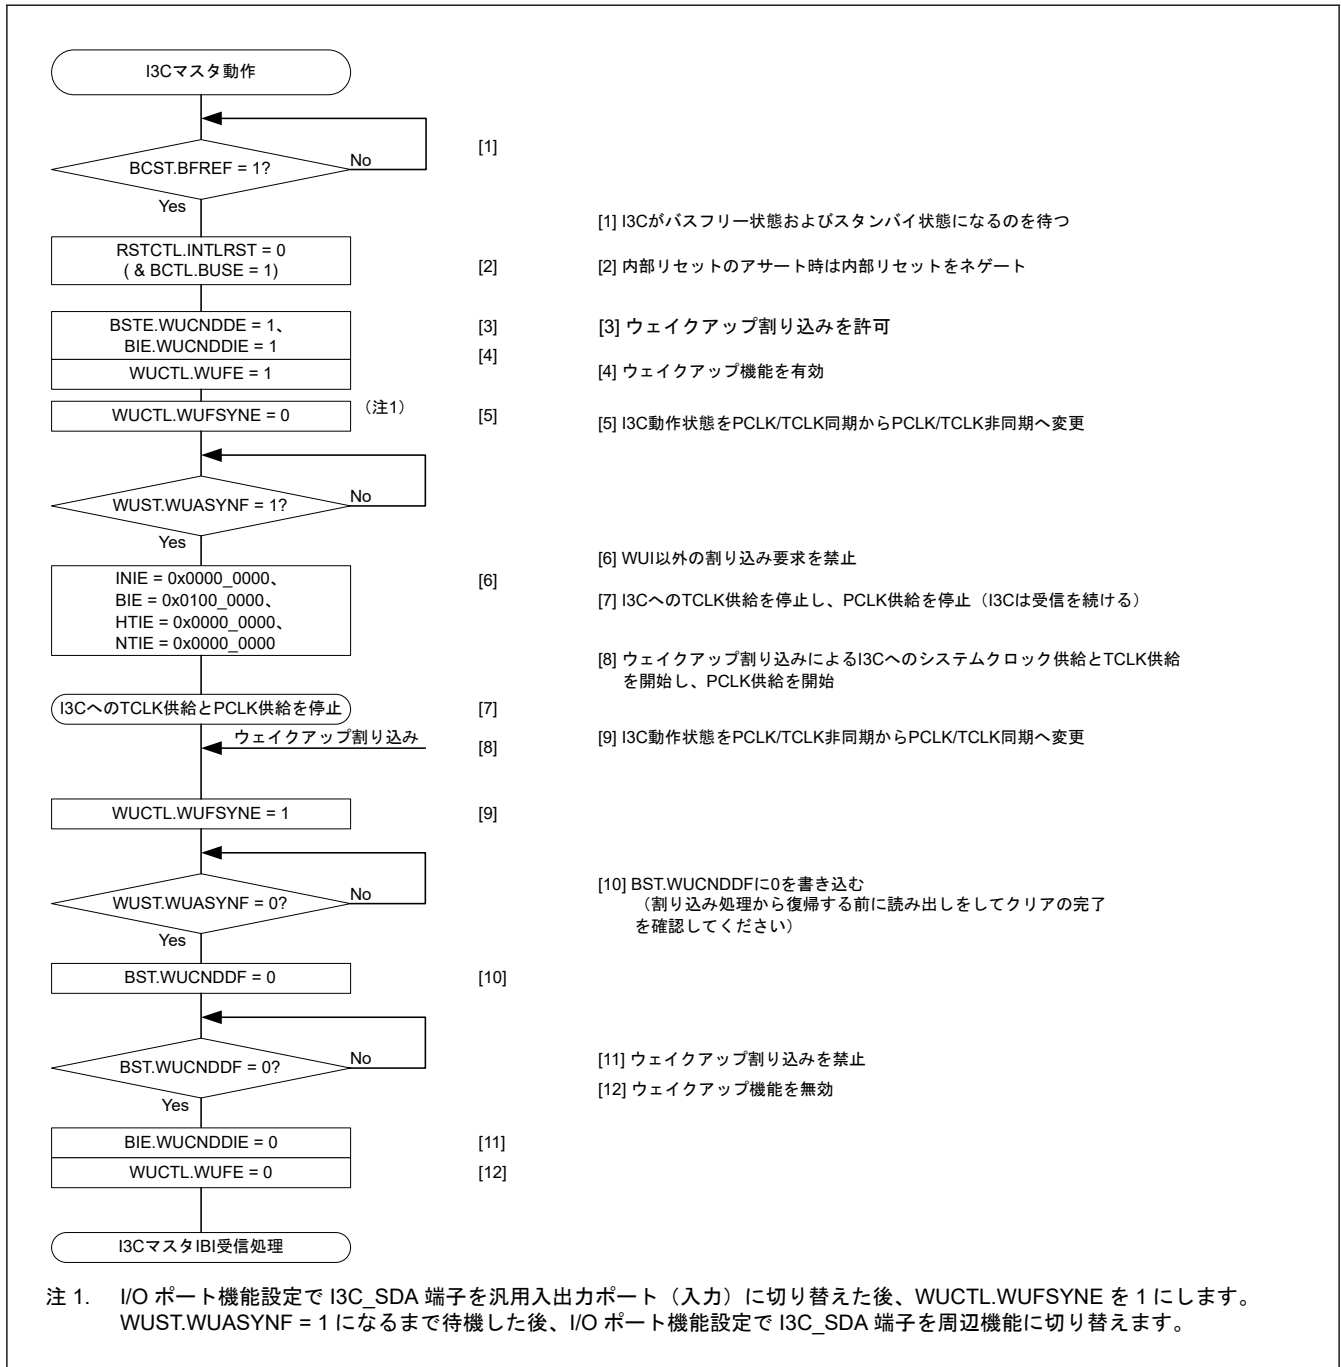 I3Cマスタ動作
BCST.BFREF = 1?
No
[1]
Yes
[1] I3Cがバスフリー状態およびスタンバイ状態になるのを待つ
RSTCTL.INTLRST = 0
( & BCTL.BUSE = 1)
[2]
[2] 内部リセットのアサート時は内部リセットをネゲート
BSTE.WUCNDDE = 1、
BIE.WUCNDDIE = 1
[3]
[3] ウェイクアップ割り込みを許可
WUCTL.WUFE = 1
[4]
[4] ウェイクアップ機能を有効
WUCTL.WUFSYNE = 0
（注1）
[5]
[5] I3C動作状態をPCLK/TCLK同期からPCLK/TCLK非同期へ変更
WUST.WUASYNF = 1?
No
Yes
[6] WUI以外の割り込み要求を禁止
INIE = 0x0000_0000、
BIE = 0x0100_0000、
HTIE = 0x0000_0000、
NTIE = 0x0000_0000
[6]
[7] I3CへのTCLK供給を停止し、PCLK供給を停止（I3Cは受信を続ける）
[8] ウェイクアップ割り込みによるI3Cへのシステムクロック供給とTCLK供給
を開始し、PCLK供給を開始
I3CへのTCLK供給とPCLK供給を停止
[7]
ウェイクアップ割り込み
[8]
[9] I3C動作状態をPCLK/TCLK非同期からPCLK/TCLK同期へ変更
WUCTL.WUFSYNE = 1
[9]
WUST.WUASYNF = 0?
No
Yes
[10] BST.WUCNDDFに0を書き込む
（割り込み処理から復帰する前に読み出しをしてクリアの完了
を確認してください）
BST.WUCNDDF = 0
[10]
BST.WUCNDDF = 0?
No
Yes
[11] ウェイクアップ割り込みを禁止
[12] ウェイクアップ機能を無効
BIE.WUCNDDIE = 0
[11]
WUCTL.WUFE = 0
[12]
I3CマスタIBI受信処理
注 1. I/O ポート機能設定で I3C_SDA 端子を汎用入出力ポート（入力）に切り替えた後、WUCTL.WUFSYNE を 1 にします。
WUST.WUASYNF = 1 になるまで待機した後、I/O ポート機能設定で I3C_SDA 端子を周辺機能に切り替えます。